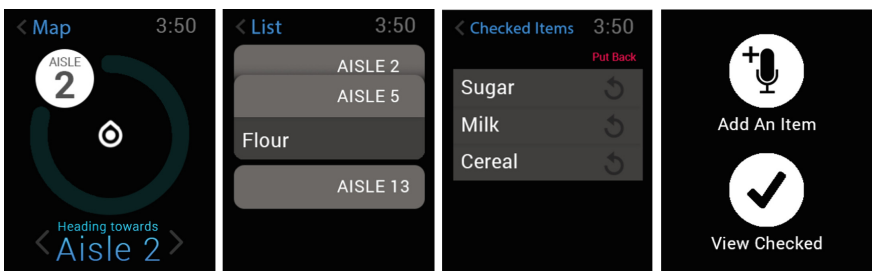 < Map 3:50
AISLE
2
Heading towards
< Aisle 2 >
< List 3:50
AISLE 2
AISLE 5
Flour
AISLE 13
< Checked Items 3:50
Put Back
Sugar
Milk
Cereal
Add An Item
View Checked